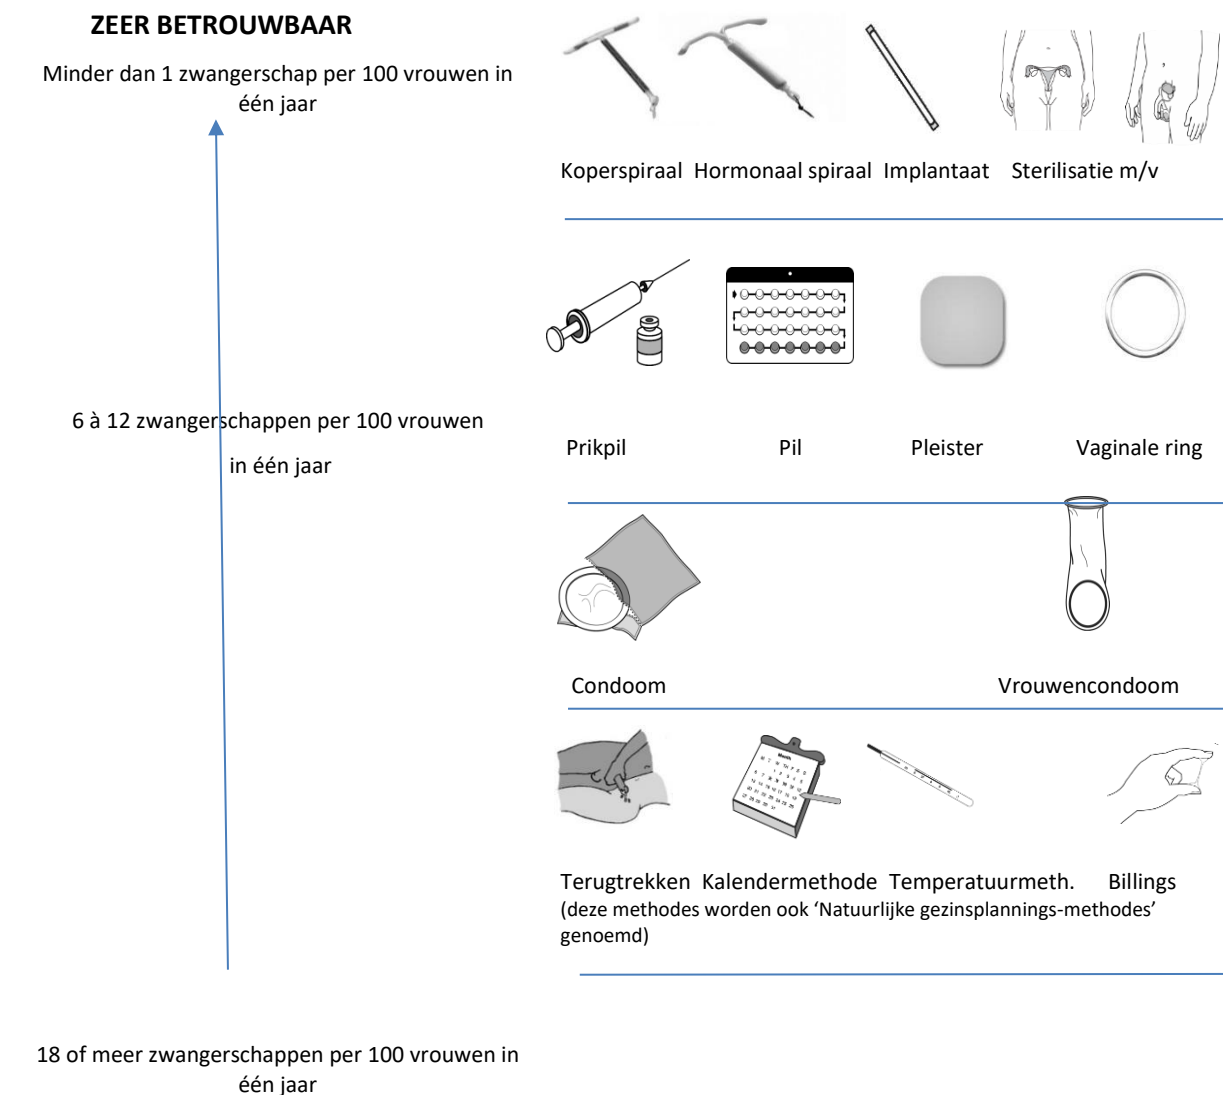 ZEER BETROUWBAAR
Minder dan 1 zwangerschap per 100 vrouwen in
één jaar
Koperspiraal Hormonaal spiraal Implantaat Sterilisatie m/v
6 à 12 zwangerschappen per 100 vrouwen
in één jaar
Prikpil Pil Pleister Vaginale ring
Condoom Vrouwencondoom
Month
Terugtrekken Kalendermethode Temperatuurmeth. Billings
(deze methodes worden ook ‘Natuurlijke gezinsplannings-methodes’
genoemd)
18 of meer zwangerschappen per 100 vrouwen in
één jaar